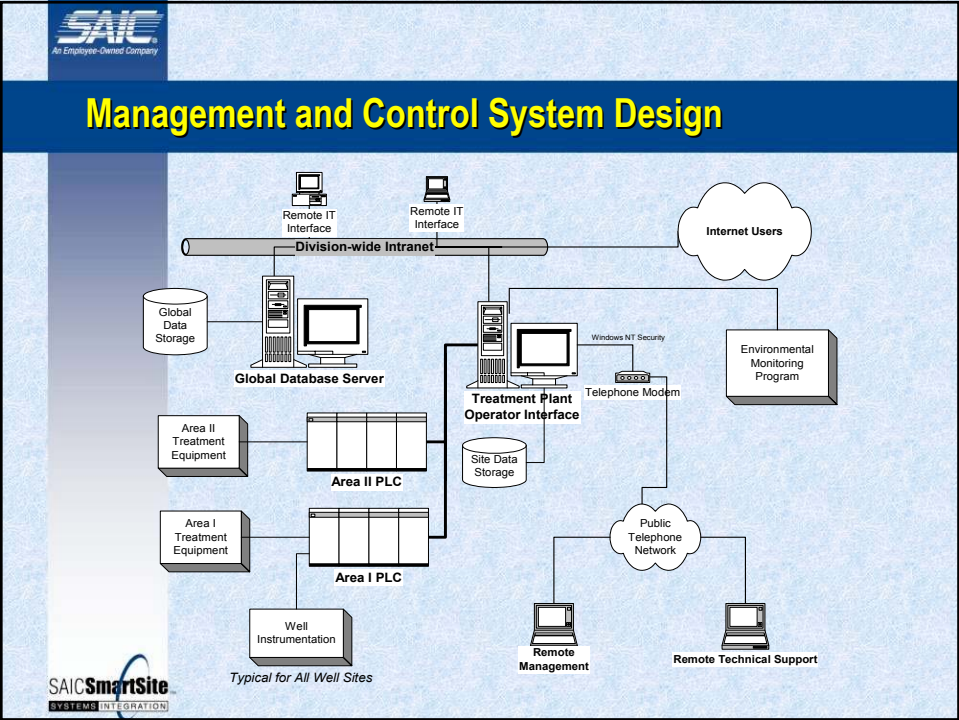 SAIC
An Employee-Owned Company
Management and Control System Design
Remote IT
Interface
Remote IT
Interface
Internet Users
Division-wide Intranet
Global
Data
Storage
Global Database Server
Windows NT Security
Telephone Modem
Treatment Plant
Operator Interface
Environmental
Monitoring
Program
Area II
Treatment
Equipment
Area II PLC
Site Data
Storage
Area I
Treatment
Equipment
Area I PLC
Public
Telephone
Network
Well
Instrumentation
Typical for All Well Sites
Remote
Management
Remote Technical Support
SAICSmartSite
SYSTEMS INTEGRATION